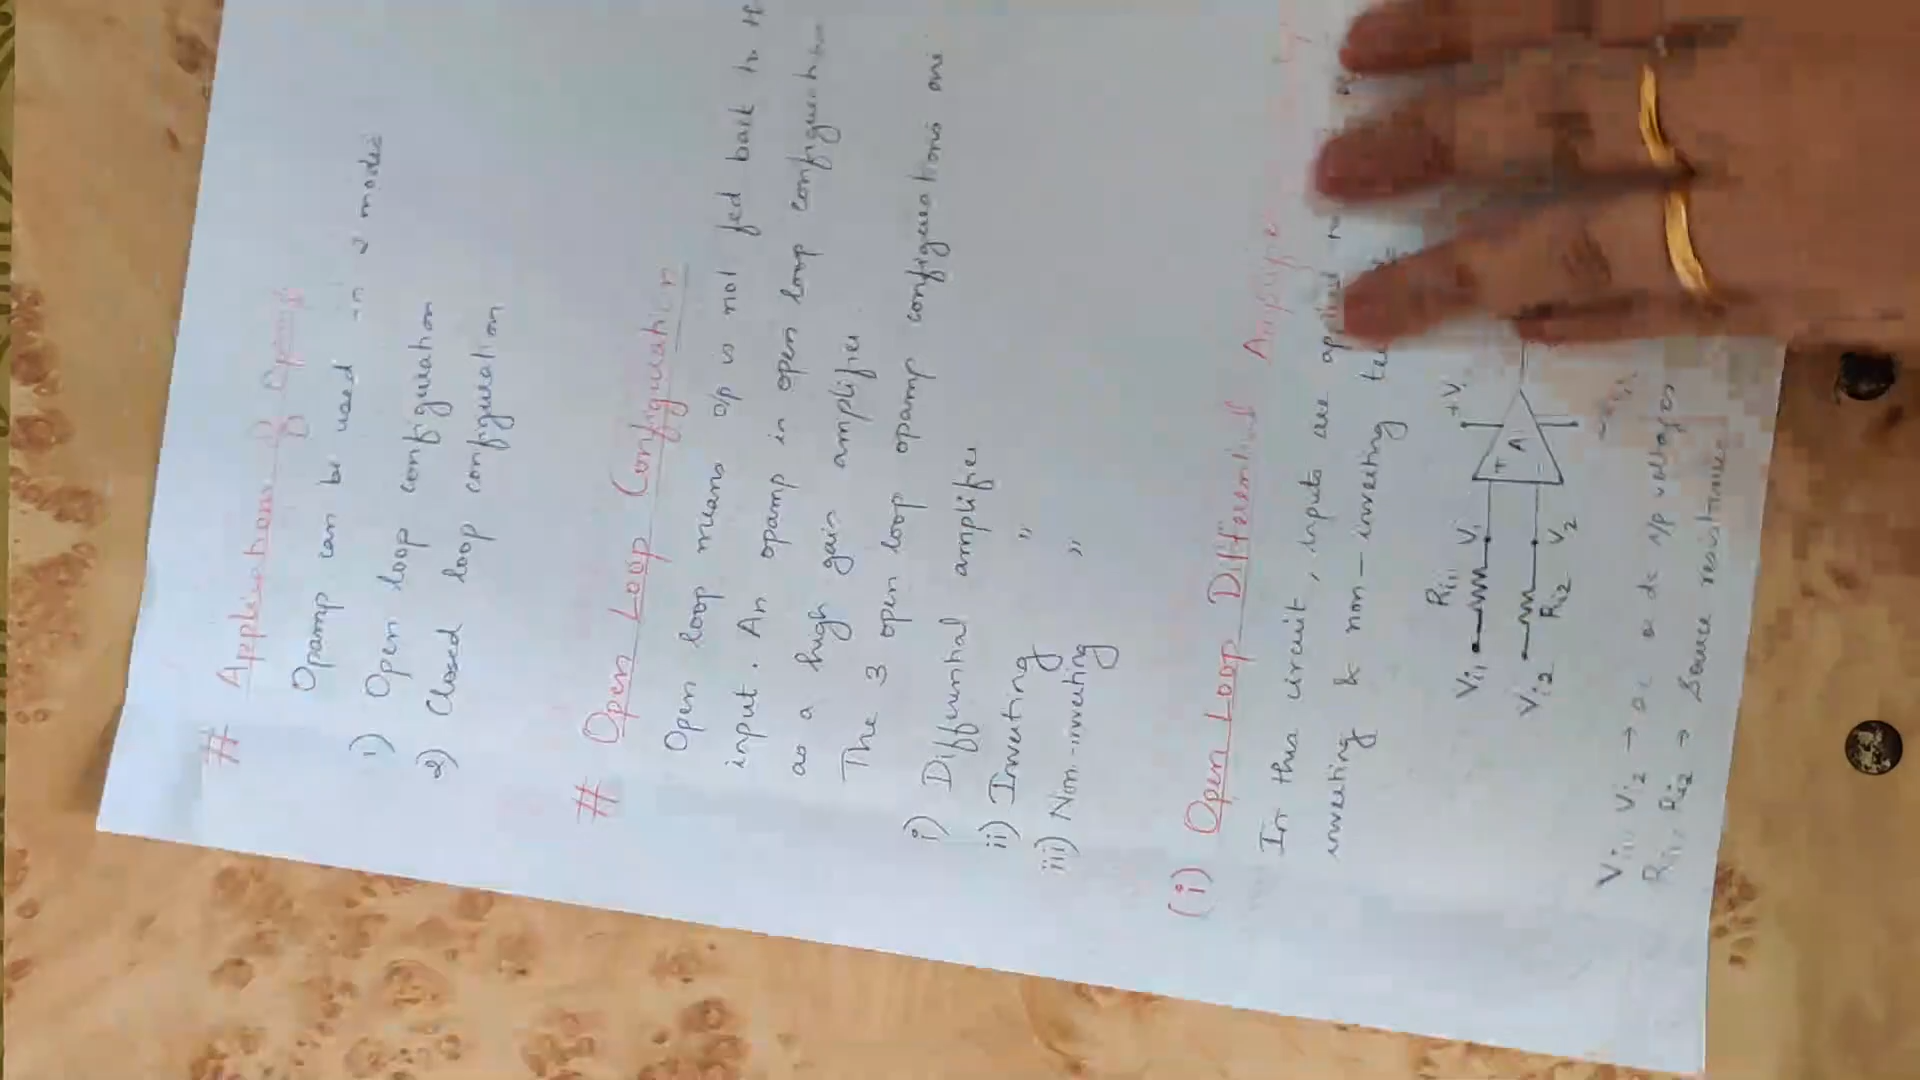 # Applications of Opamp
Opamp can be used in 2 modes
1) Open loop configuration
2) Closed loop configuration
# Open Loop Configuration
Open loop means o/p is not fed back to
input. An opamp in open loop configuration
as a high gain amplifier
The 3 open loop opamp configurations are
i) Differential amplifier
ii) Inverting "
iii) Non-inverting "
(i) Open Loop Differential
In this circuit, inputs are applied
inverting & non-inverting
+V
Ri1
Vi1 V1
+ A
-
Vi2 V2
Ri2
Vi1, Vi2 → ac or dc i/p voltages
Ri1, Ri2 → Source resistance